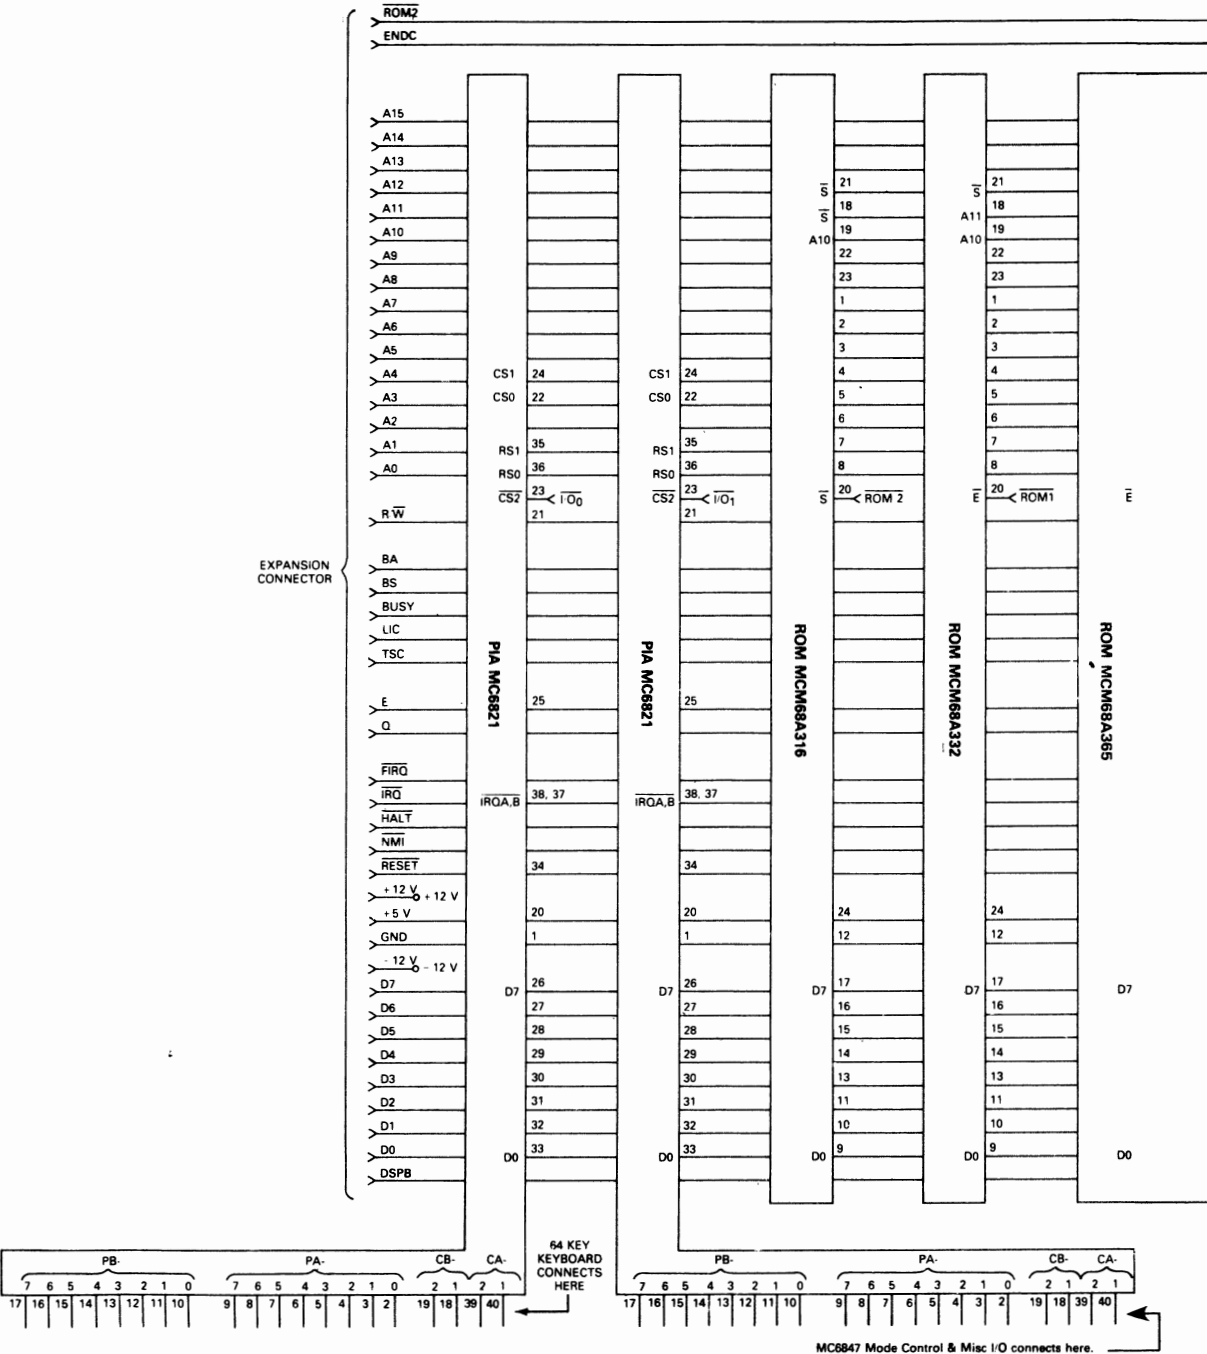 ROM2
ENDC
A15
A14
A13
A12 S 21 S 21
A11 S 18 A11 18
A10 A10 19 A10 19
A9 22 22
A8 23 23
A7 1 1
A6 2 2
A5 3 3
A4 CS1 24 CS1 24 4 4
A3 CS0 22 CS0 22 5 5
A2 6 6
A1 RS1 35 RS1 35 7 7
A0 RS0 36 RS0 36 8 8
CS2 23 I/O0 CS2 23 I/O1 S 20 ROM 2 E 20 ROM1 E
R W 21 21
EXPANSION
CONNECTOR
BA
BS
BUSY
LIC
TSC
PIA MC6821
PIA MC6821
ROM MCM68A316
ROM MCM68A332
ROM MCM68A365
E 25 25
Q
FIRQ
IRQ IRQA,B 38, 37 IRQA,B 38, 37
HALT
NMI
RESET 34 34
+ 12 V + 12 V
+ 5 V 20 20 24 24
GND 1 1 12 12
- 12 V - 12 V
D7 D7 26 D7 26 D7 17 D7 17 D7
D6 27 27 16 16
D5 28 28 15 15
D4 29 29 14 14
D3 30 30 13 13
D2 31 31 11 11
D1 32 32 10 10
D0 D0 33 D0 33 D0 9 D0 9 D0
DSPB
64 KEY
KEYBOARD
CONNECTS
HERE
PB- PA- CB- CA- PB- PA- CB- CA-
7 6 5 4 3 2 1 0 7 6 5 4 3 2 1 0 2 1 2 1 7 6 5 4 3 2 1 0 7 6 5 4 3 2 1 0 2 1 2 1
17 16 15 14 13 12 11 10 9 8 7 6 5 4 3 2 19 18 39 40 17 16 15 14 13 12 11 10 9 8 7 6 5 4 3 2 19 18 39 40
MC6847 Mode Control & Misc I/O connects here.